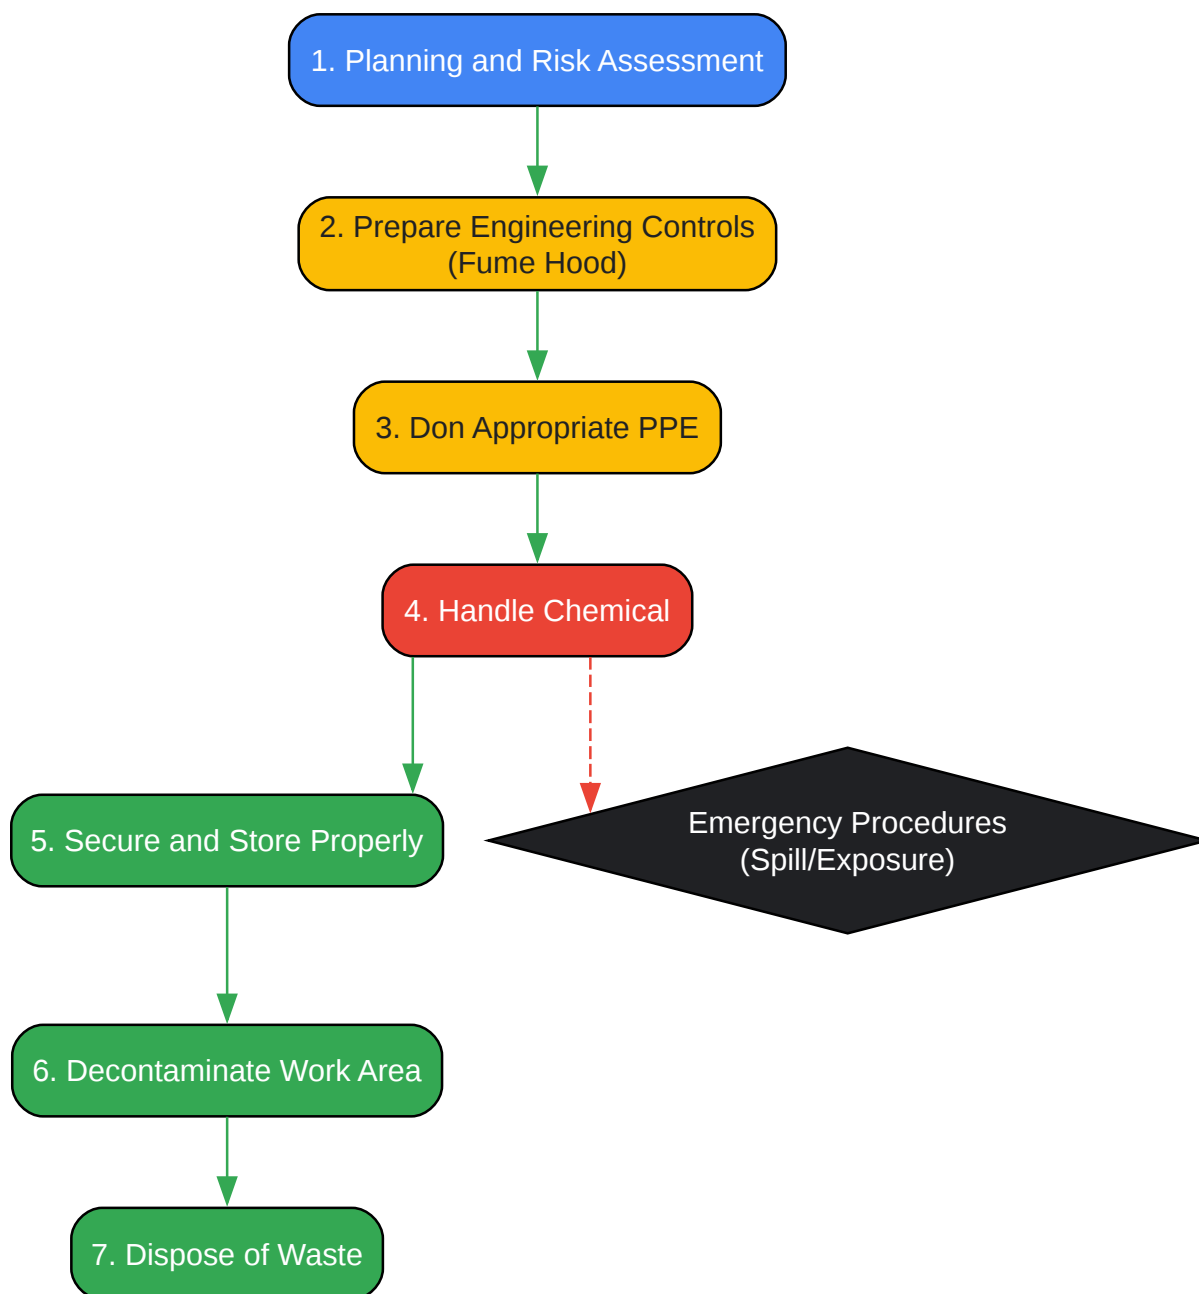 1. Planning and Risk Assessment
2. Prepare Engineering Controls
(Fume Hood)
3. Don Appropriate PPE
4. Handle Chemical
5. Secure and Store Properly
Emergency Procedures
(Spill/Exposure)
6. Decontaminate Work Area
7. Dispose of Waste